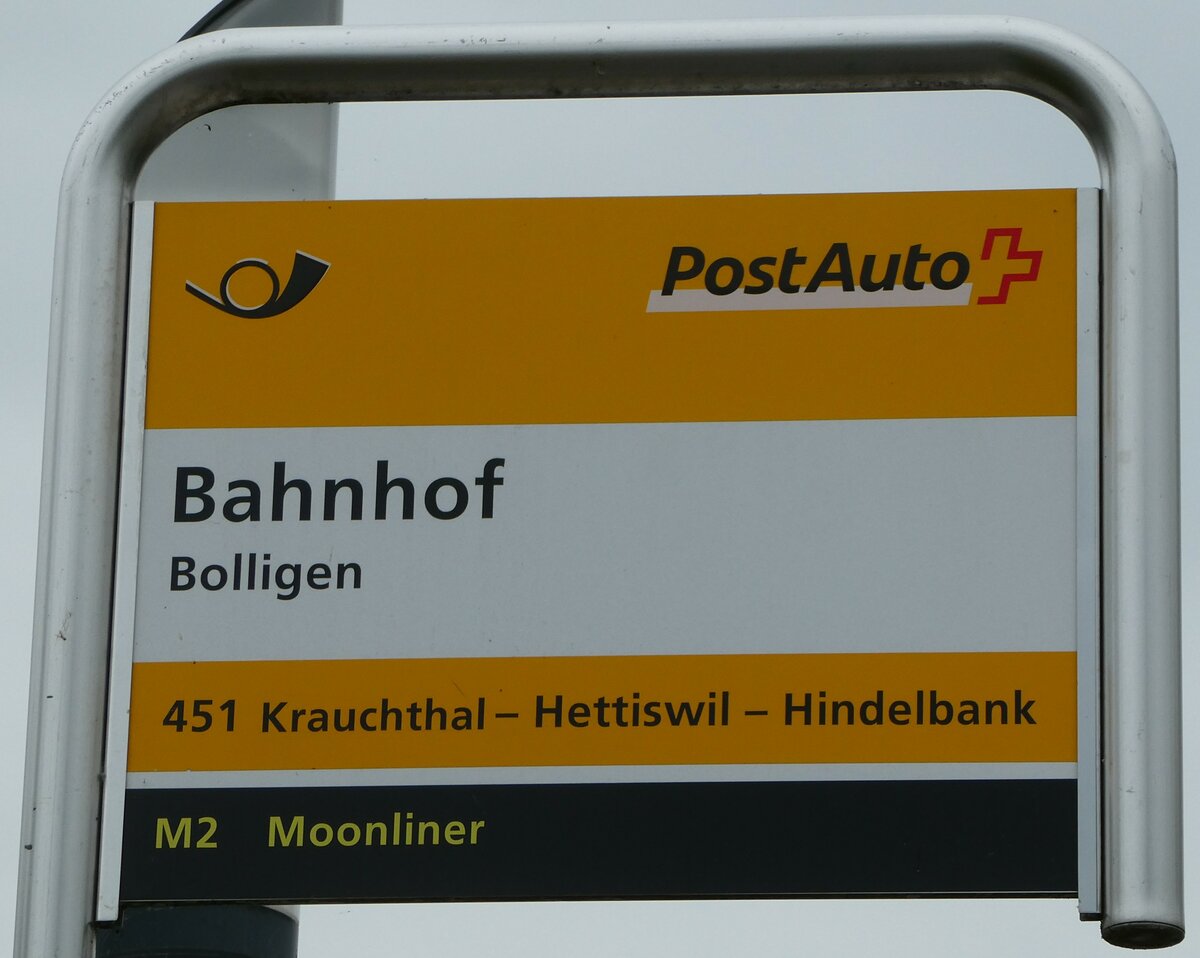 PostAuto
Bahnhof
Bolligen
451 Krauchthal – Hettiswil – Hindelbank
M2 Moonliner